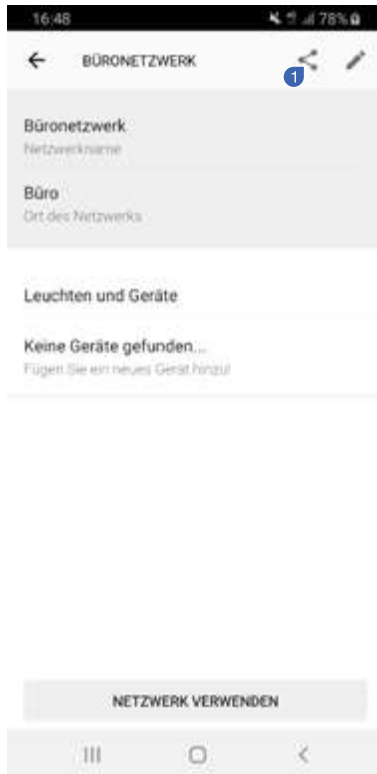 16:48 78%
BÜRONETZWERK
1
Büronetzwerk
Netzwerkname
Büro
Ort des Netzwerks
Leuchten und Geräte
Keine Geräte gefunden...
Fügen Sie ein neues Gerät hinzu!
NETZWERK VERWENDEN